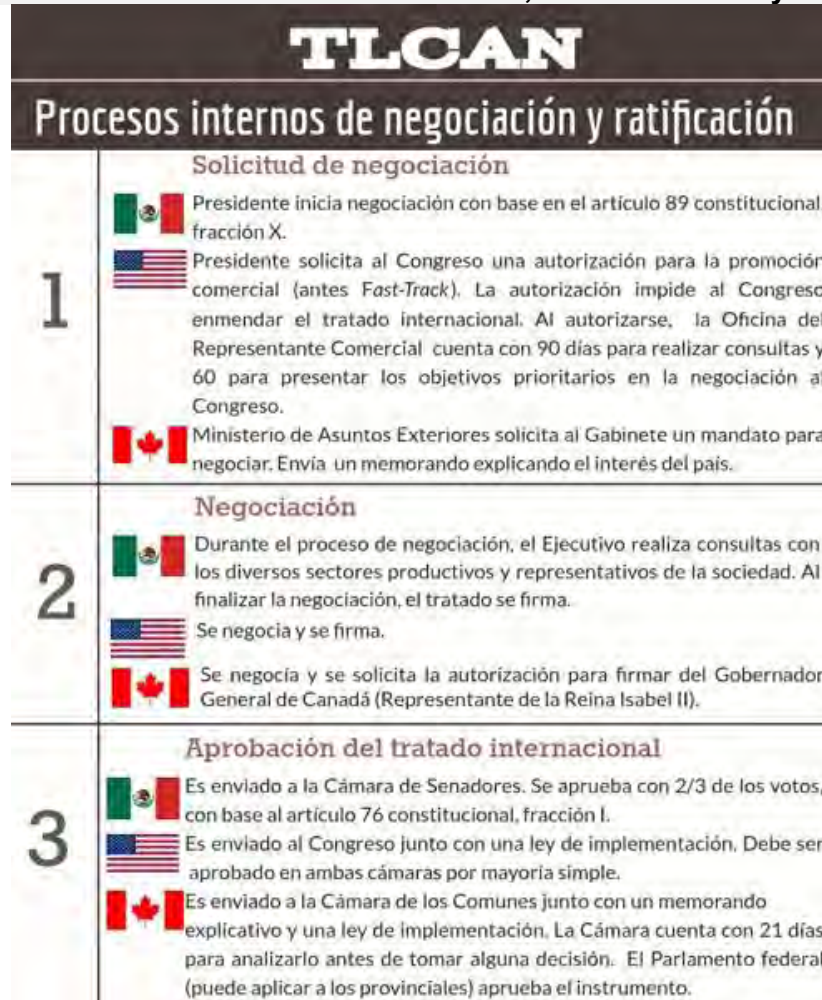 TLCAN
Procesos internos de negociación y ratificación
1
Solicitud de negociación
Presidente inicia negociación con base en el artículo 89 constitucional
fracción X.
Presidente solicita al Congreso una autorización para la promoción
comercial (antes Fast-Track). La autorización impide al Congreso
enmendar el tratado internacional. Al autorizarse, la Oficina del
Representante Comercial cuenta con 90 días para realizar consultas y
60 para presentar los objetivos prioritarios en la negociación al
Congreso.
Ministerio de Asuntos Exteriores solicita al Gabinete un mandato para
negociar. Envía un memorando explicando el interés del país.
2
Negociación
Durante el proceso de negociación, el Ejecutivo realiza consultas con
los diversos sectores productivos y representativos de la sociedad. Al
finalizar la negociación, el tratado se firma.
Se negocia y se firma.
Se negocía y se solicita la autorización para firmar del Gobernador
General de Canadá (Representante de la Reina Isabel II).
3
Aprobación del tratado internacional
Es enviado a la Cámara de Senadores. Se aprueba con 2/3 de los votos,
con base al artículo 76 constitucional, fracción I.
Es enviado al Congreso junto con una ley de implementación. Debe ser
aprobado en ambas cámaras por mayoría simple.
Es enviado a la Cámara de los Comunes junto con un memorando
explicativo y una ley de implementación. La Cámara cuenta con 21 días
para analizarlo antes de tomar alguna decisión. El Parlamento federal
(puede aplicar a los provinciales) aprueba el instrumento.